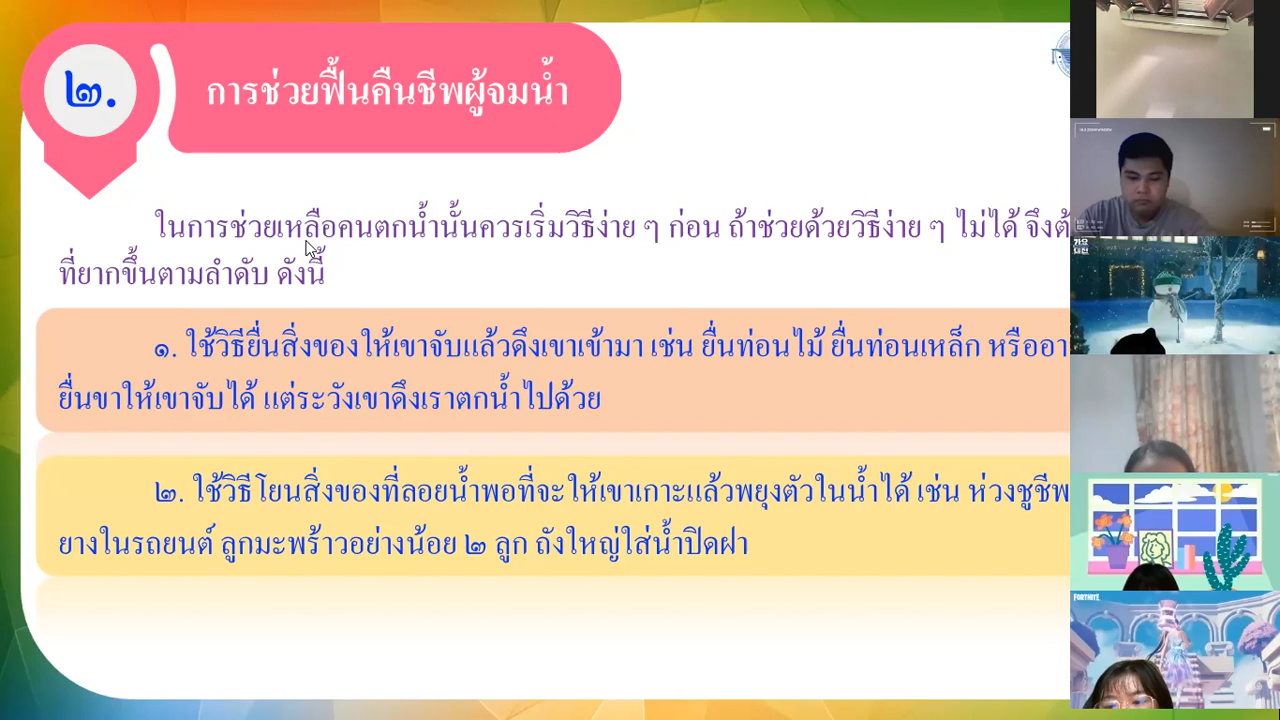 ๒.
การช่วยฟื้นคืนชีพผู้จมน้ำ
ในการช่วยเหลือคนตกน้ำนั้นควรเริ่มวิธีง่าย ๆ ก่อน ถ้าช่วยด้วยวิธีง่าย ๆ ไม่ได้
ที่ยากขึ้นตามลำดับ ดังนี้
๑. ใช้วิธียื่นสิ่งของให้เขาจับแล้วดึงเขาเข้ามา เช่น ยื่นท่อนไม้ ยื่นท่อนเหล็ก
ยื่นขาให้เขาจับได้ แต่ระวังเขาดึงเราตกน้ำไปด้วย
๒. ใช้วิธีโยนสิ่งของที่ลอยน้ำพอที่จะให้เขาเกาะแล้วพยุงตัวในน้ำได้ เช่น ห่วงชูชีพ
ยางในรถยนต์ ลูกมะพร้าวอย่างน้อย ๒ ลูก ถังใหญ่ใส่น้ำปิดฝา
가요
대전
FORTNITE